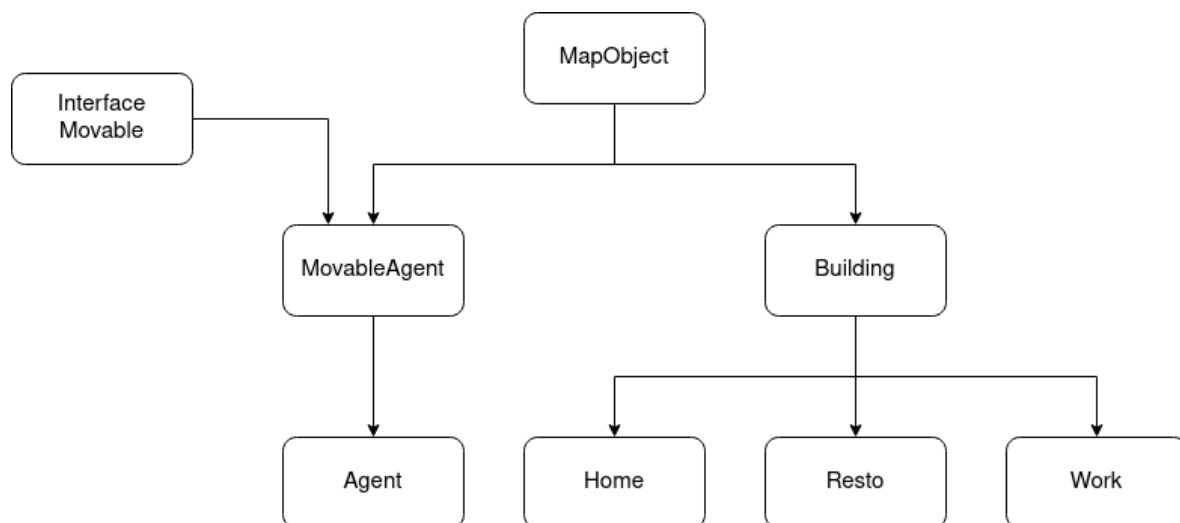 MapObject
Interface
Movable
MovableAgent
Building
Agent
Home
Resto
Work